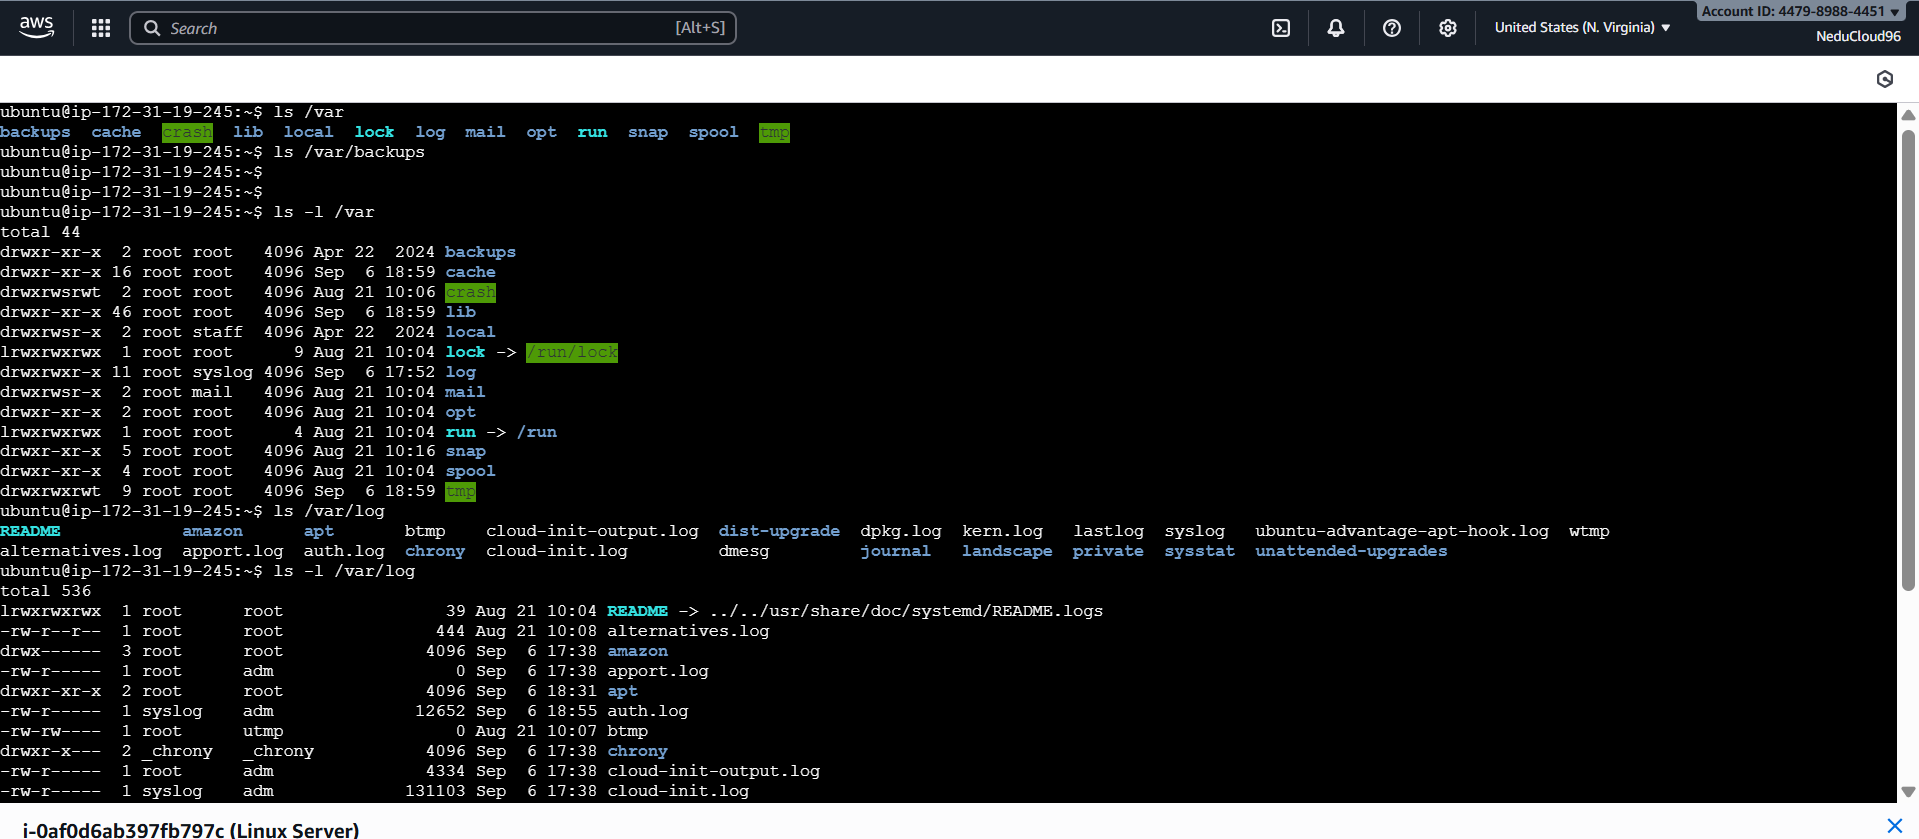 aws
Search [Alt+S]
United States (N. Virginia) ▼
Account ID: 4479-8988-4451 ▼
NeduCloud96
ubuntu@ip-172-31-19-245:~$ ls /var
backups  cache  crash  lib  local  lock  log  mail  opt  run  snap  spool  tmp
ubuntu@ip-172-31-19-245:~$ ls /var/backups
ubuntu@ip-172-31-19-245:~$
ubuntu@ip-172-31-19-245:~$
ubuntu@ip-172-31-19-245:~$ ls -l /var
total 44
drwxr-xr-x  2 root root   4096 Apr 22  2024 backups
drwxr-xr-x 16 root root   4096 Sep  6 18:59 cache
drwxrwsrwt  2 root root   4096 Aug 21 10:06 crash
drwxr-xr-x 46 root root   4096 Sep  6 18:59 lib
drwxrwsr-x  2 root staff  4096 Apr 22  2024 local
lrwxrwxrwx  1 root root      9 Aug 21 10:04 lock -> /run/lock
drwxrwxr-x 11 root syslog 4096 Sep  6 17:52 log
drwxrwsr-x  2 root mail   4096 Aug 21 10:04 mail
drwxr-xr-x  2 root root   4096 Aug 21 10:04 opt
lrwxrwxrwx  1 root root      4 Aug 21 10:04 run -> /run
drwxr-xr-x  5 root root   4096 Aug 21 10:16 snap
drwxr-xr-x  4 root root   4096 Aug 21 10:04 spool
drwxrwxrwt  9 root root   4096 Sep  6 18:59 tmp
ubuntu@ip-172-31-19-245:~$ ls /var/log
README            amazon      apt       btmp    cloud-init-output.log  dist-upgrade  dpkg.log  kern.log   lastlog  syslog   ubuntu-advantage-apt-hook.log  wtmp
alternatives.log  apport.log  auth.log  chrony  cloud-init.log         dmesg         journal   landscape  private  sysstat  unattended-upgrades
ubuntu@ip-172-31-19-245:~$ ls -l /var/log
total 536
lrwxrwxrwx  1 root      root                39 Aug 21 10:04 README -> ../../usr/share/doc/systemd/README.logs
-rw-r--r--  1 root      root               444 Aug 21 10:08 alternatives.log
drwx------  3 root      root              4096 Sep  6 17:38 amazon
-rw-r-----  1 root      adm                  0 Sep  6 17:38 apport.log
drwxr-xr-x  2 root      root              4096 Sep  6 18:31 apt
-rw-r-----  1 syslog    adm              12652 Sep  6 18:55 auth.log
-rw-rw----  1 root      utmp                 0 Aug 21 10:07 btmp
drwxr-x---  2 _chrony   _chrony           4096 Sep  6 17:38 chrony
-rw-r-----  1 root      adm               4334 Sep  6 17:38 cloud-init-output.log
-rw-r-----  1 syslog    adm             131103 Sep  6 17:38 cloud-init.log
i-0af0d6ab397fb797c (Linux Server)